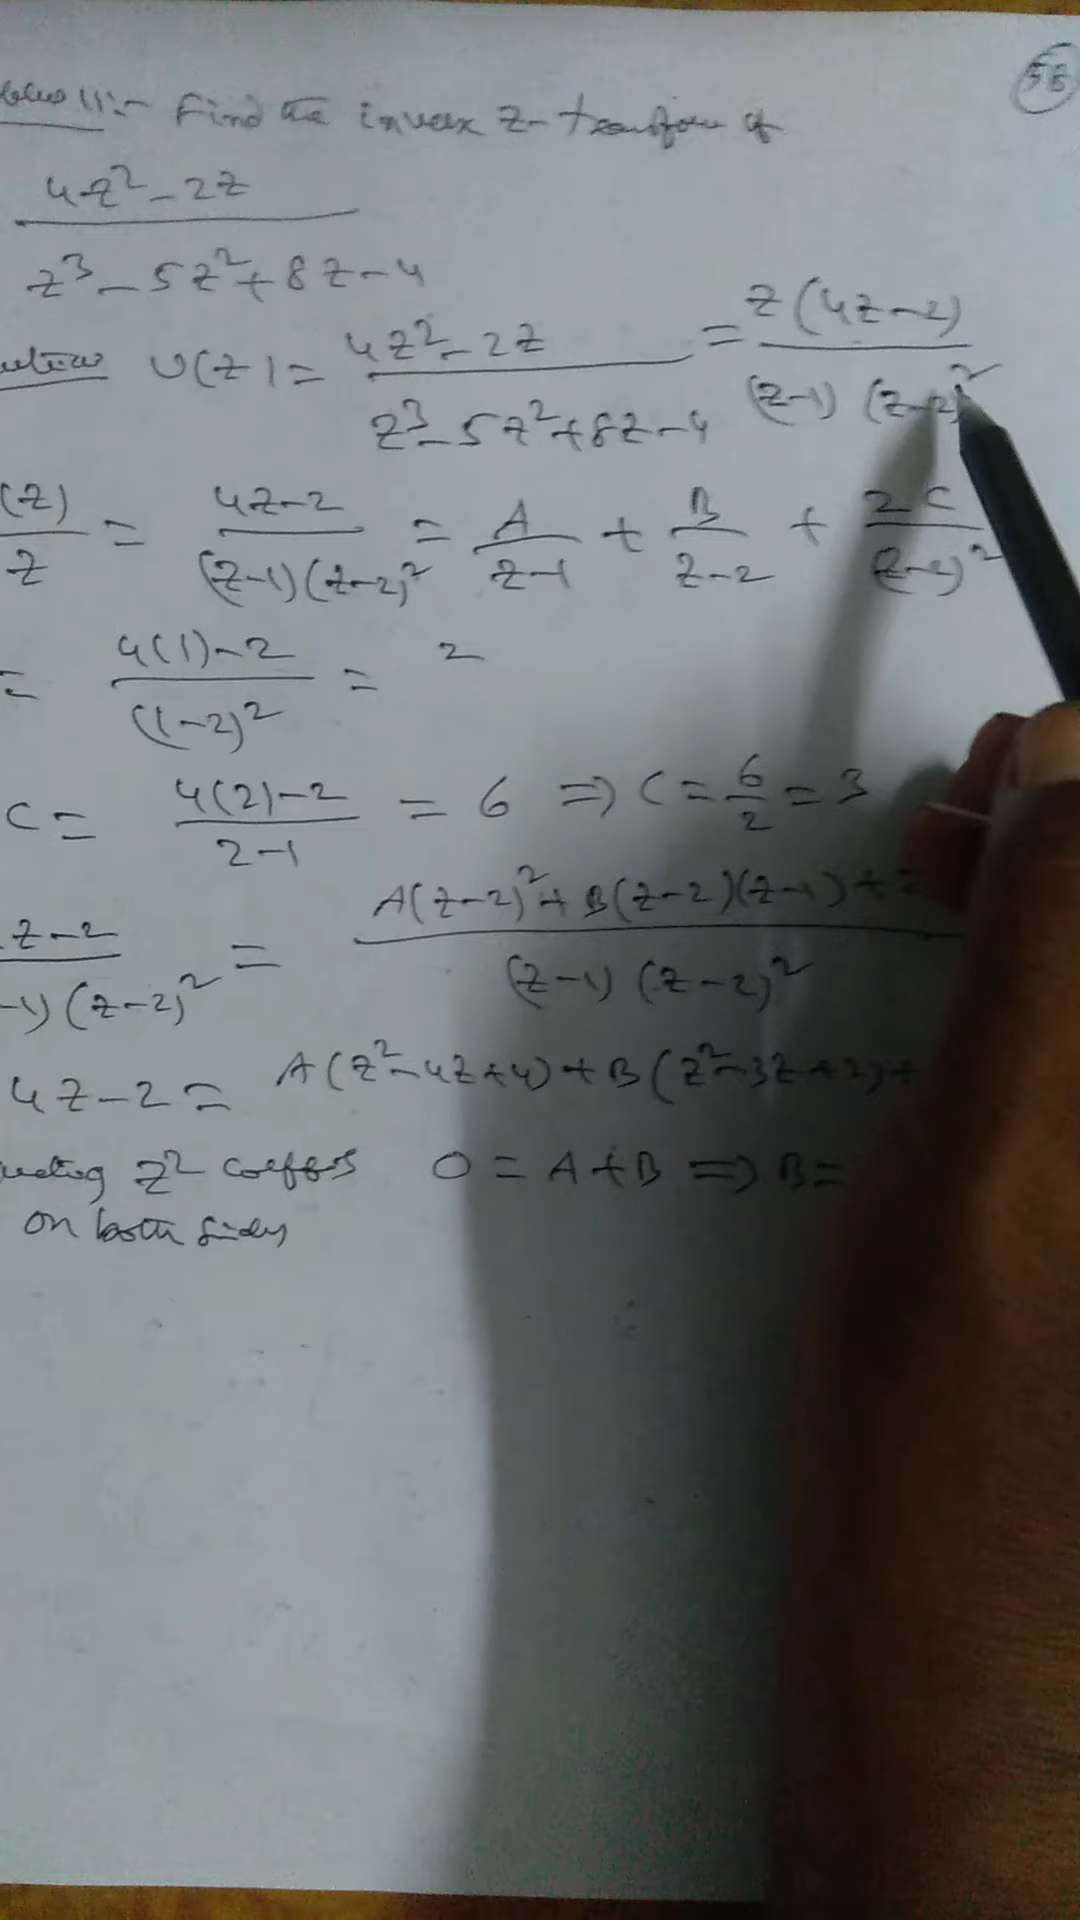 58
11:- Find the inverse Z-transform of
4z² - 2z
z³ - 5z² + 8z - 4
U(z) = 4z² - 2z / z³ - 5z² + 8z - 4 = z(4z-2) / (z-1)(z-2)²
(z)/z = 4z-2 / (z-1)(z-2)² = A/z-1 + B/z-2 + 2C/(z-2)²
= 4(1)-2 / (1-2)² = 2
C = 4(2)-2 / 2-1 = 6 => C = 6/2 = 3
z-2 / -1)(z-2)² = A(z-2)² + B(z-2)(z-1) + / (z-1)(z-2)²
4z-2 = A(z²-4z+4) + B(z²-3z+2) +
z² coeffs 0 = A+B => B =
on both sides